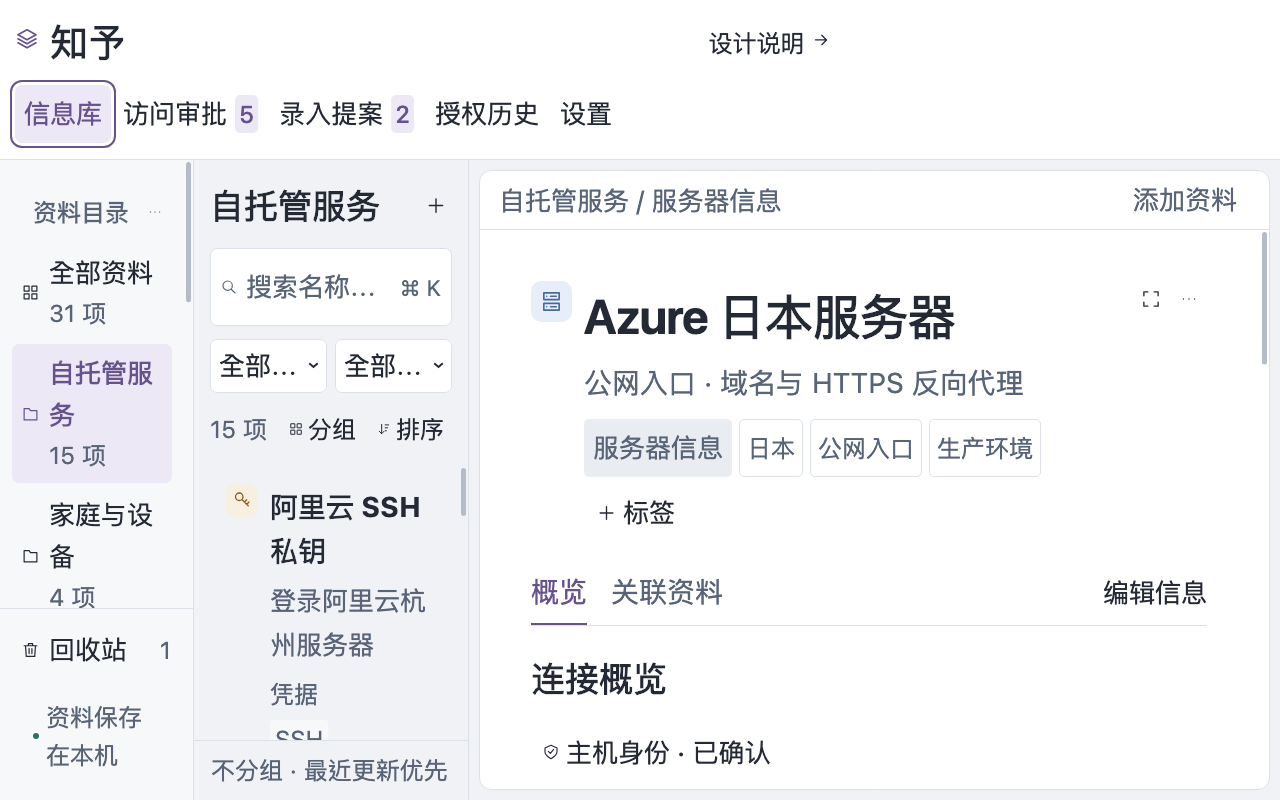 知予
设计说明 →
信息库
访问审批 5
录入提案 2
授权历史
设置
资料目录 ···
全部资料
31 项
自托管服
务
15 项
家庭与设
备
4 项
回收站 1
资料保存
在本机
自托管服务 +
搜索名称… ⌘ K
全部… 全部…
15 项 分组 排序
阿里云 SSH
私钥
登录阿里云杭
州服务器
凭据
SSH
不分组 · 最近更新优先
自托管服务 / 服务器信息
添加资料
Azure 日本服务器 ···
公网入口 · 域名与 HTTPS 反向代理
服务器信息 日本 公网入口 生产环境
+ 标签
概览 关联资料 编辑信息
连接概览
主机身份 · 已确认